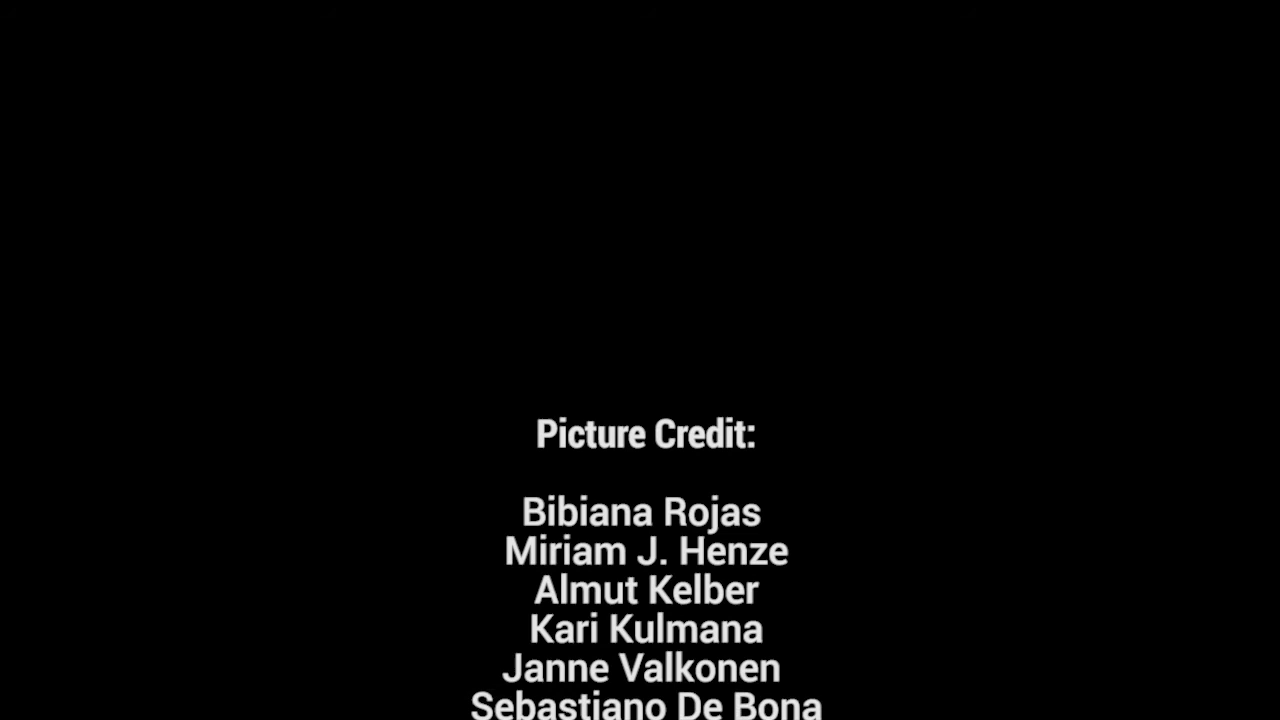 Picture Credit:
Bibiana Rojas
Miriam J. Henze
Almut Kelber
Kari Kulmana
Janne Valkonen
Sebastiano De Bona